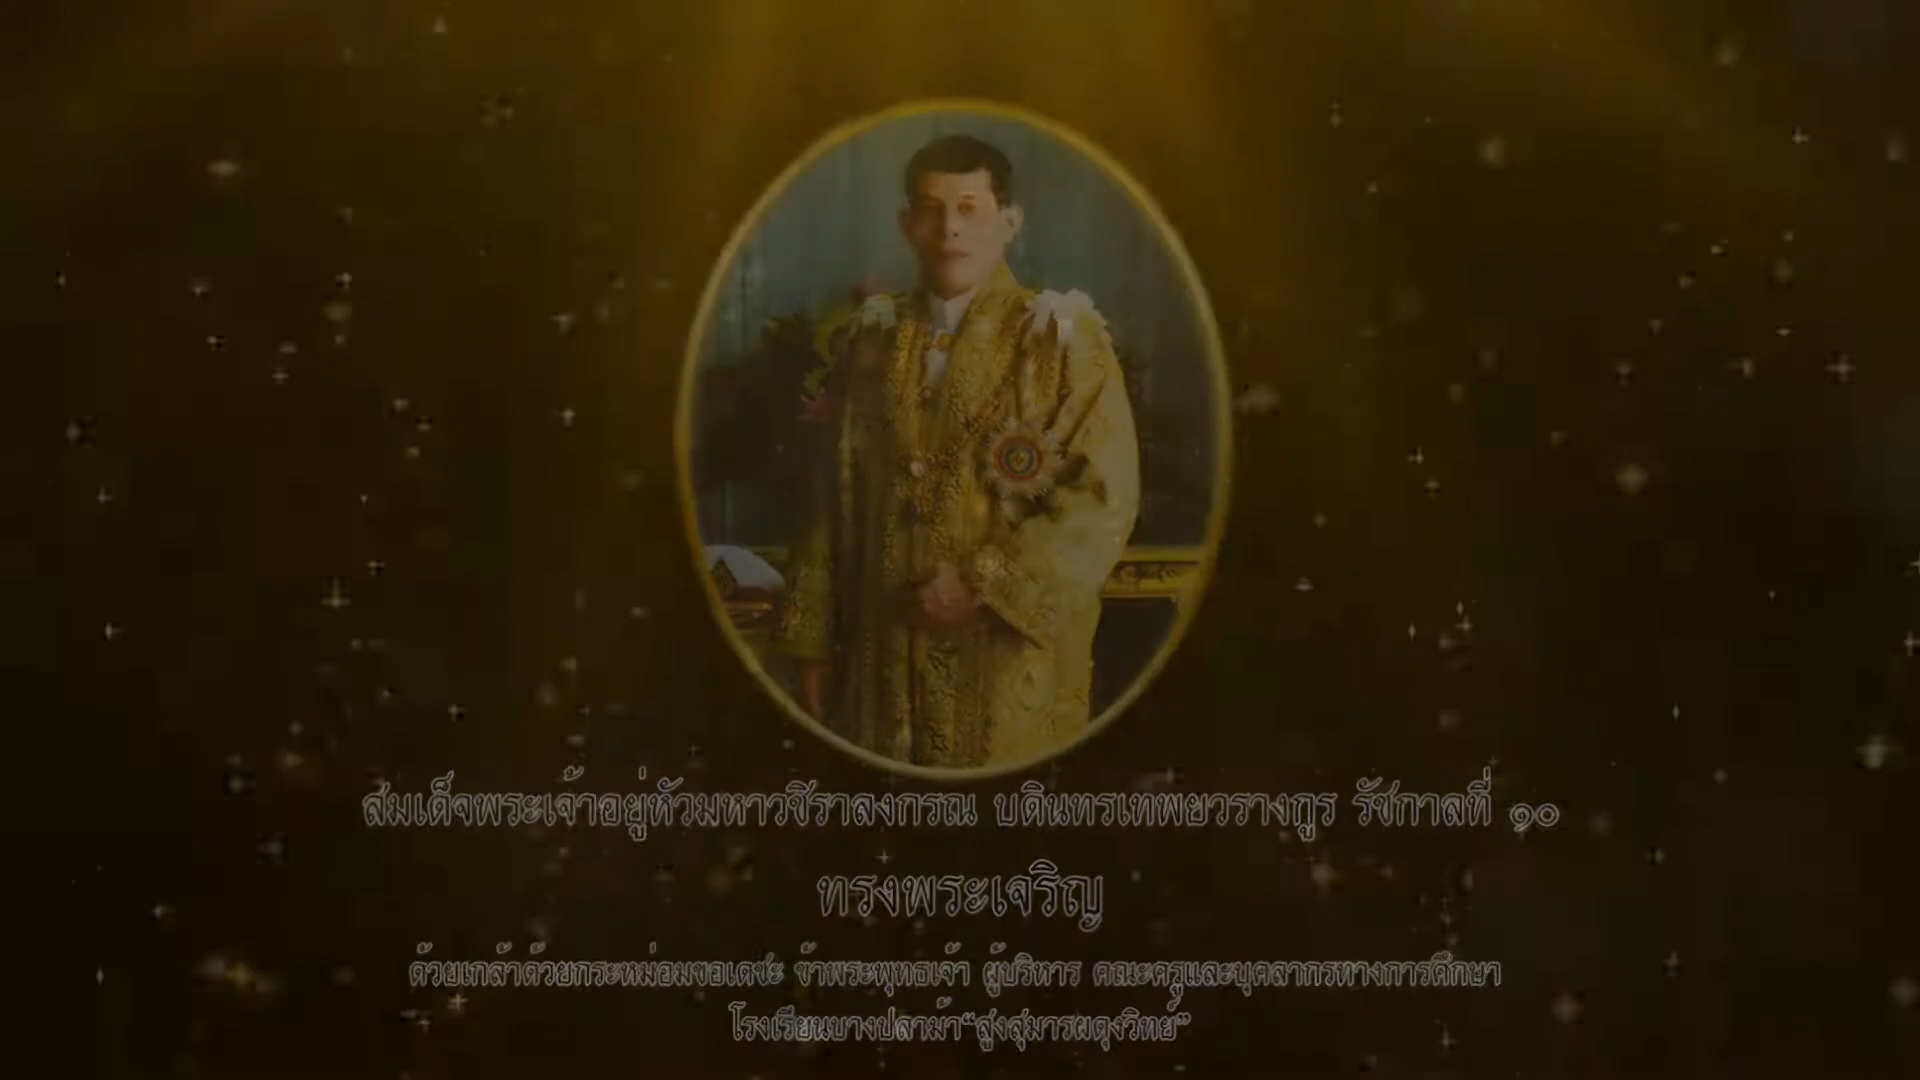 สมเด็จพระเจ้าอยู่หัวมหาวชิราลงกรณ บดินทรเทพยวรางกูร รัชกาลที่ ๑๐
ทรงพระเจริญ
ด้วยเกล้าด้วยกระหม่อมขอเดชะ ข้าพระพุทธเจ้า ผู้บริหาร คณะครูและบุคลากรทางการศึกษา
โรงเรียนบางปลาม้า“สูงสุมารผดุงวิทย์”